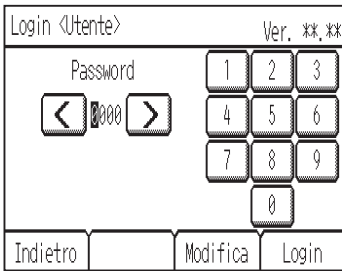 Login <Utente>
Ver. **.**
Password
1 2 3
< 0000 >
4 5 6
7 8 9
0
Indietro Modifica Login